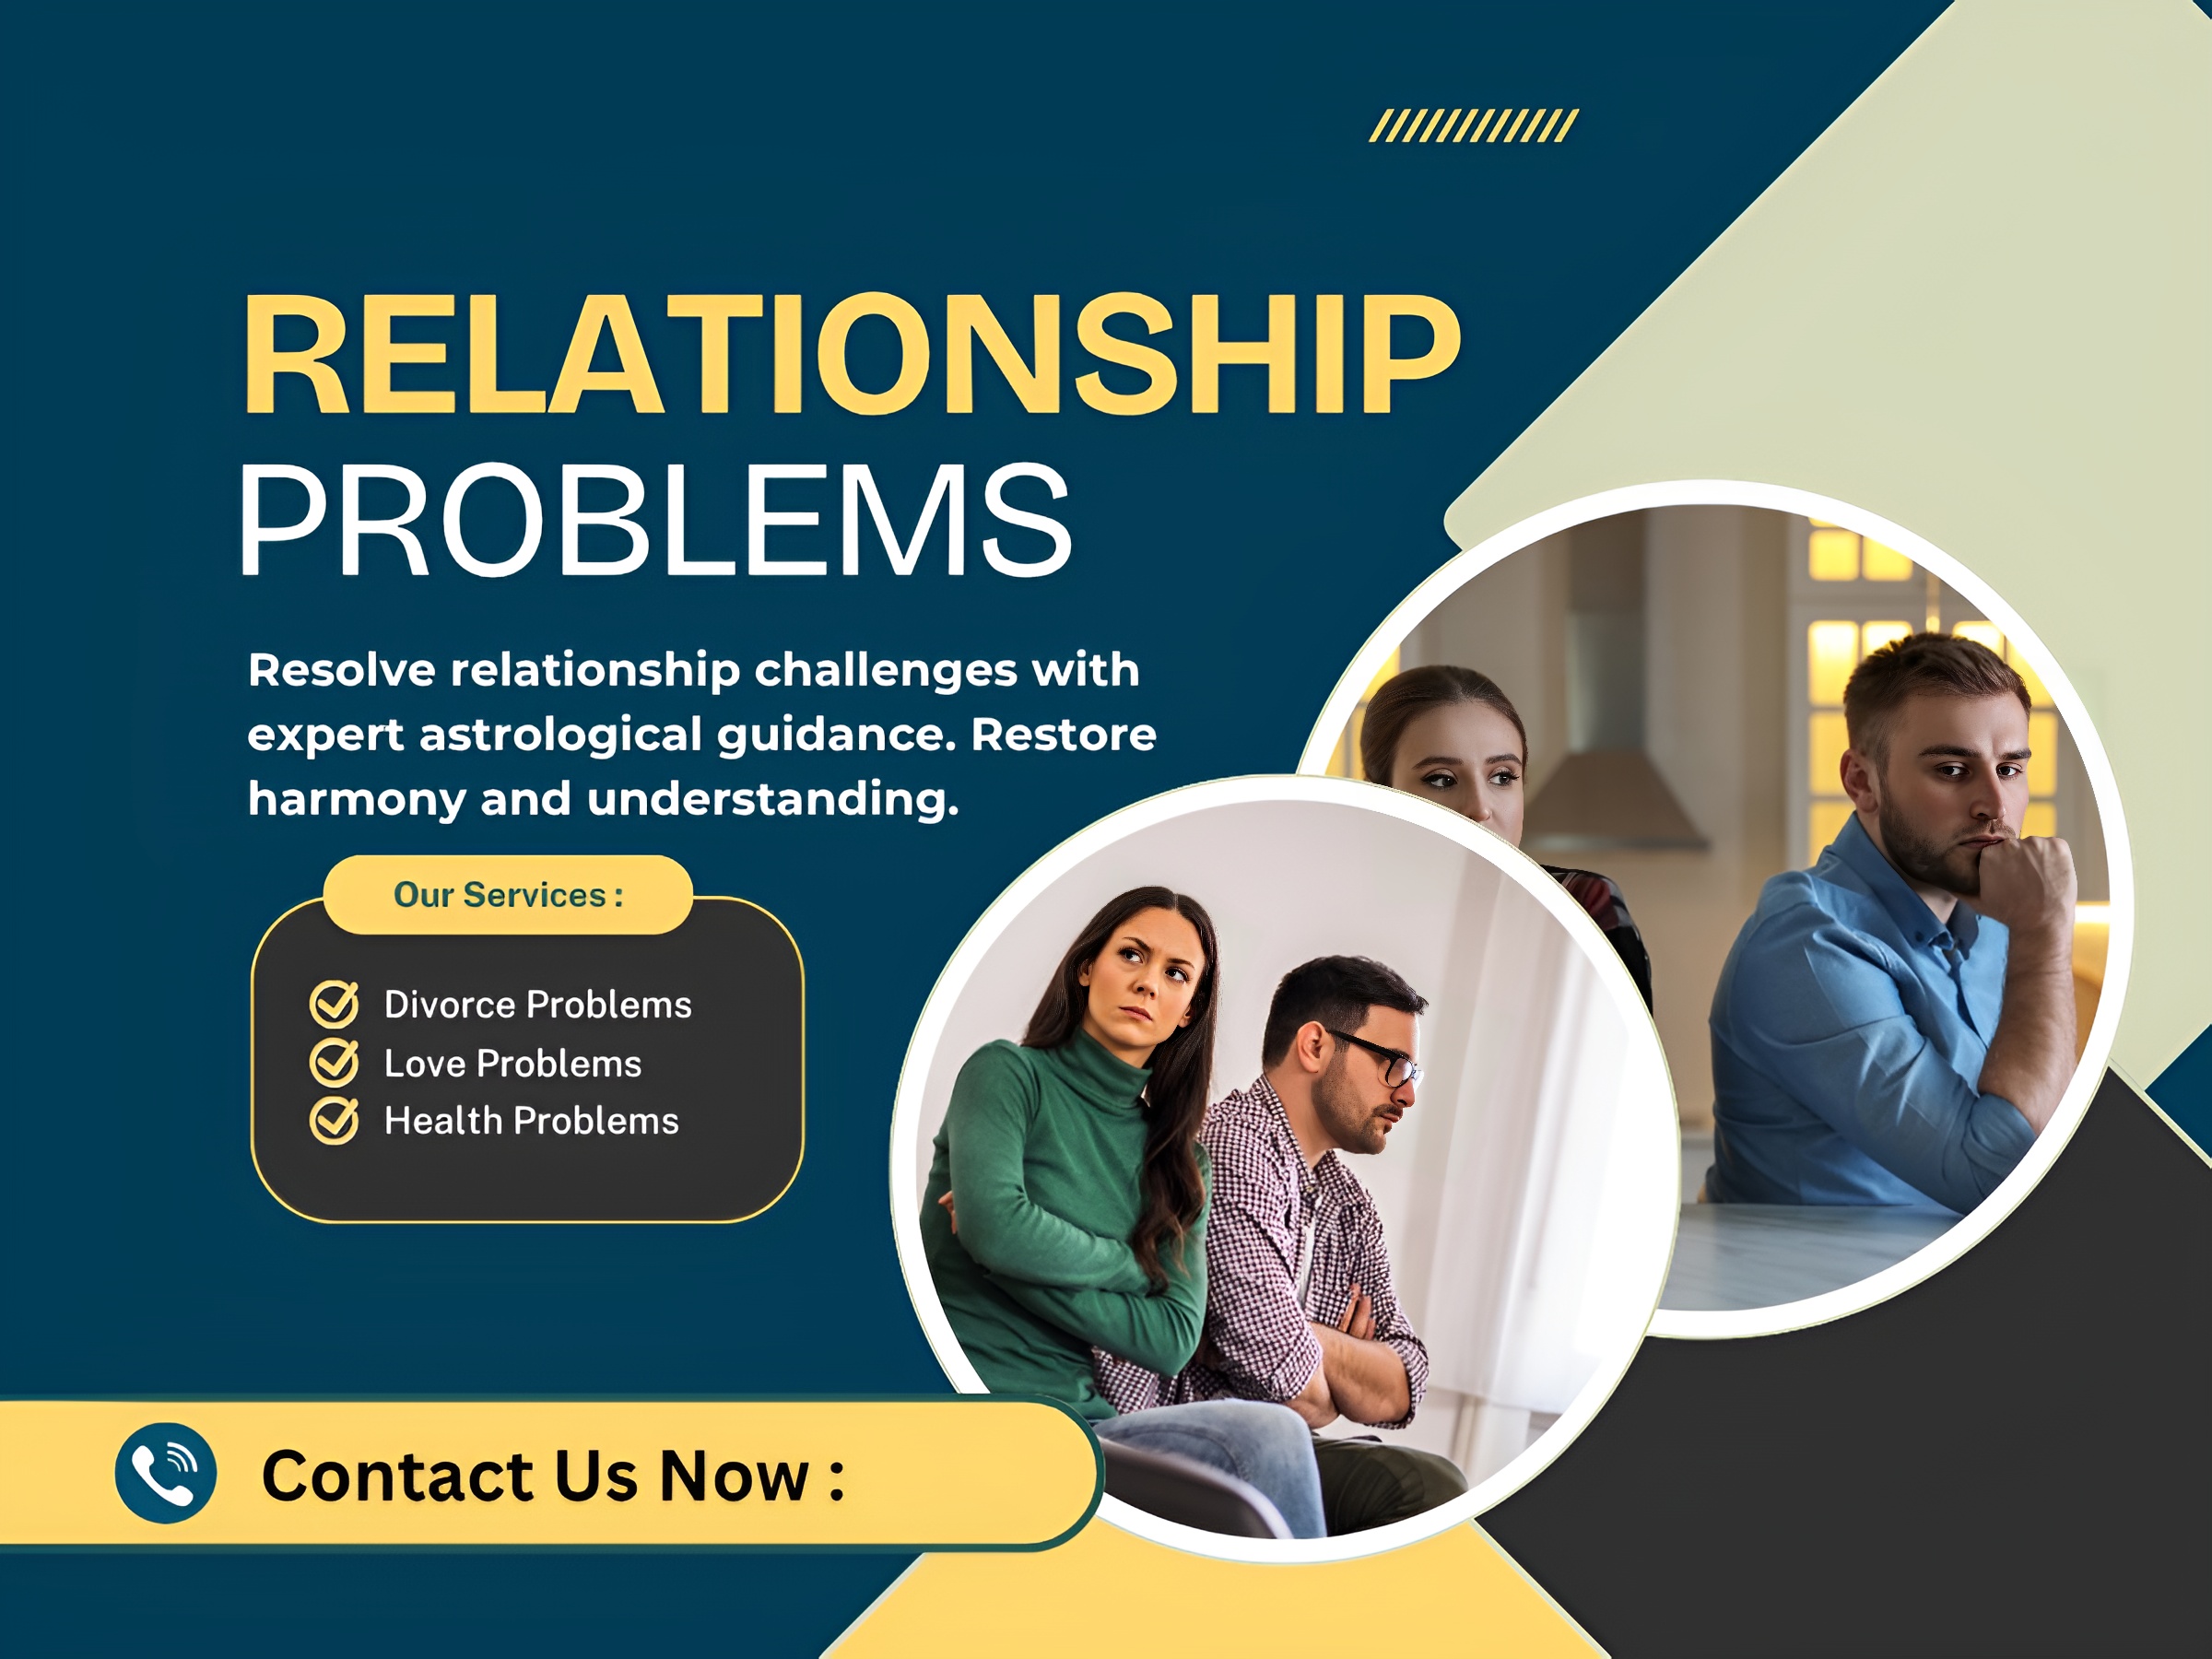 RELATIONSHIP
PROBLEMS
Resolve relationship challenges with
expert astrological guidance. Restore
harmony and understanding.
Our Services :
Divorce Problems
Love Problems
Health Problems
Contact Us Now :